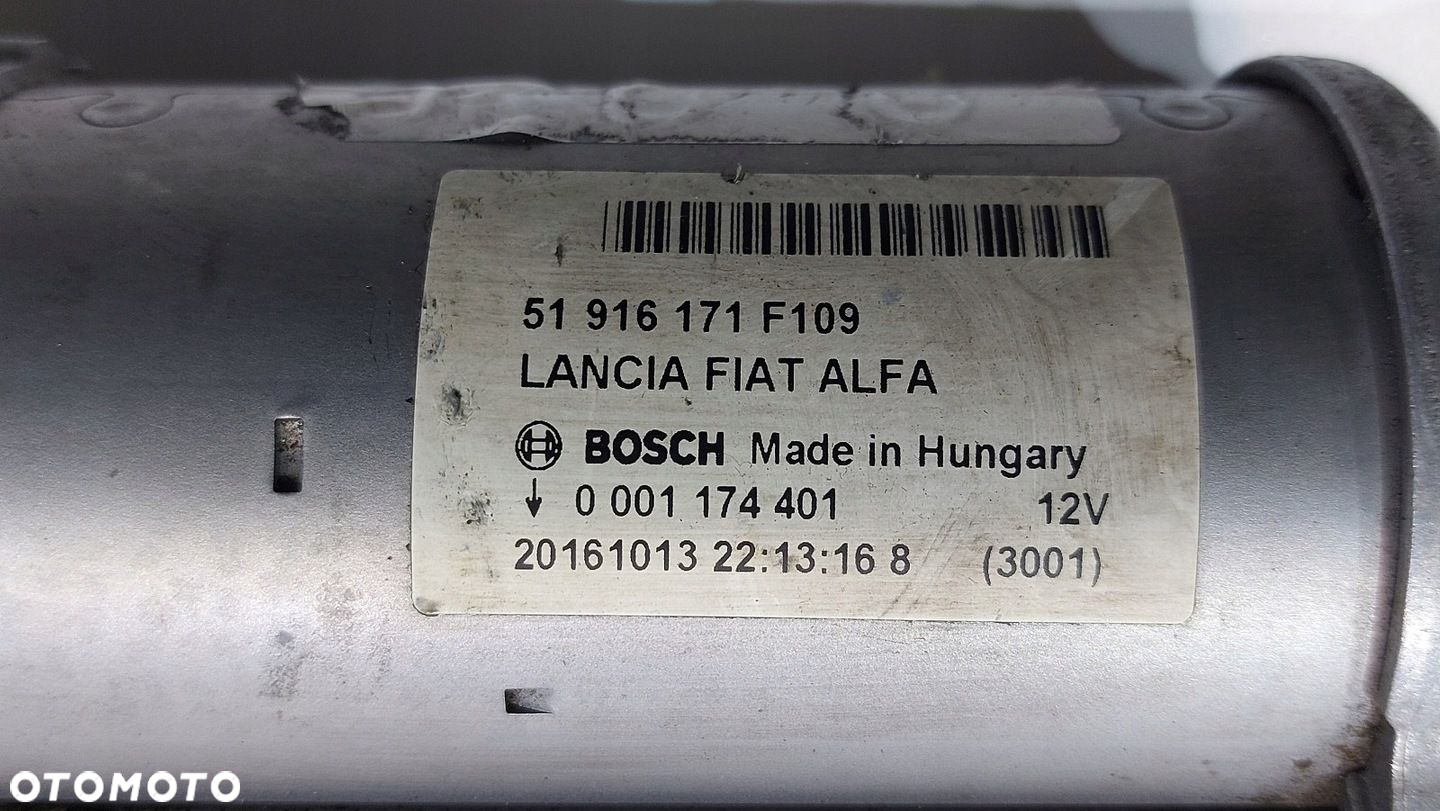 51 916 171 F109
LANCIA FIAT ALFA
BOSCH Made in Hungary
↓ 0 001 174 401 12V
20161013 22:13:16 8 (3001)
OTOMOTO